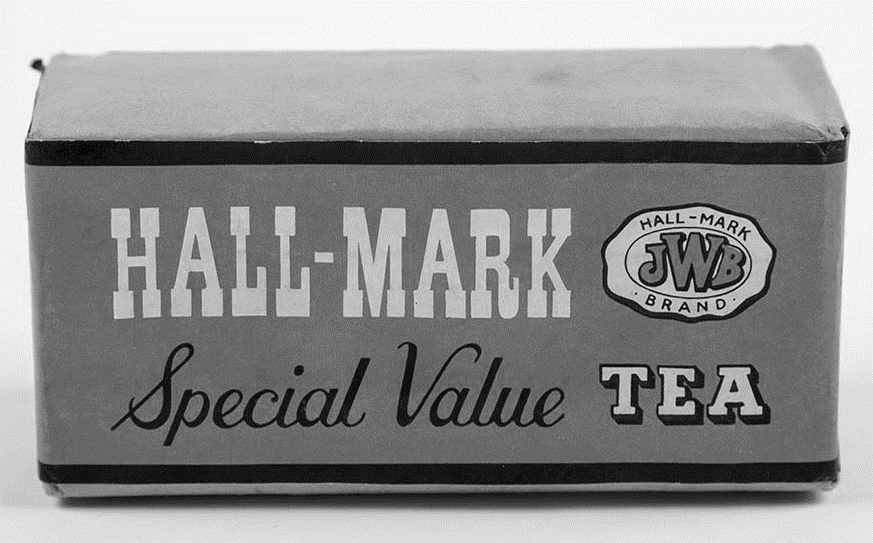 HALL-MARK
HALL-MARK
JWB
BRAND
Special Value TEA